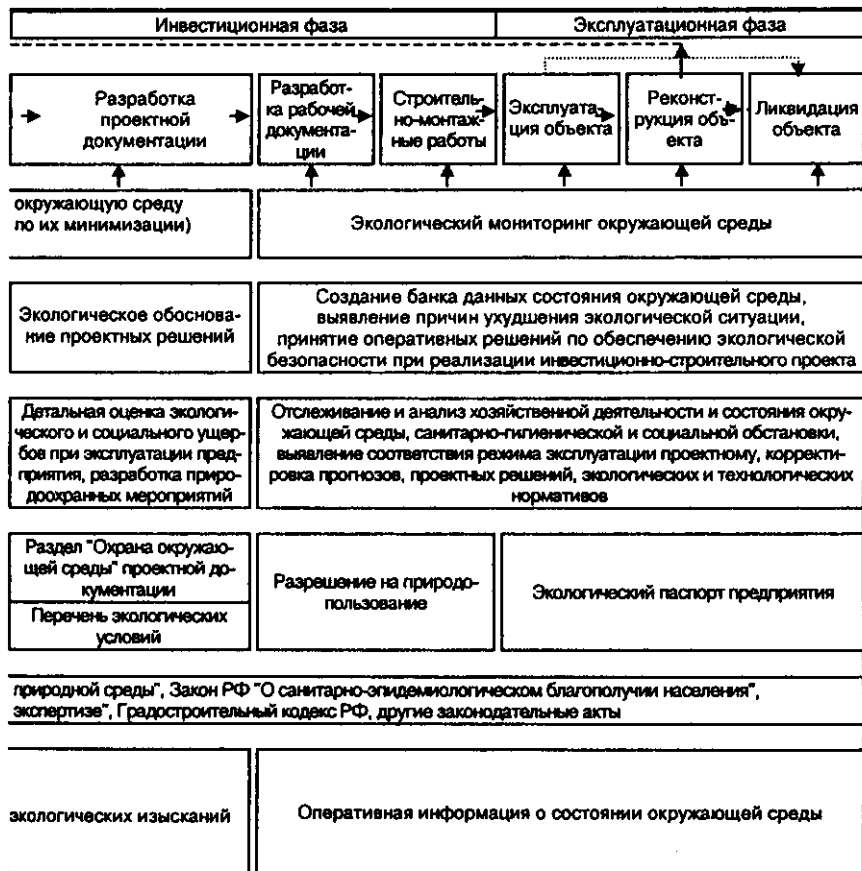 Инвестиционная фаза
Эксплуатационная фаза
Разработка
проектной
документации
Разработ-
ка рабочей
документа-
ции
Строитель-
но-монтаж-
ные работы
Эксплуата-
ция объекта
Реконст-
рукция объ-
екта
Ликвидация
объекта
окружающую среду
по их минимизации)
Экологический мониторинг окружающей среды
Экологическое обоснова-
ние проектных решений
Создание банка данных состояния окружающей среды,
выявление причин ухудшения экологической ситуации,
принятие оперативных решений по обеспечению экологической
безопасности при реализации инвестиционно-строительного проекта
Детальная оценка экологи-
ческого и социального ущер-
бов при эксплуатации пред-
приятия, разработка приро-
доохранных мероприятий
Отслеживание и анализ хозяйственной деятельности и состояния окру-
жающей среды, санитарно-гигиенической и социальной обстановки,
выявление соответствия режима эксплуатации проектному, корректи-
ровка прогнозов, проектных решений, экологических и технологических
нормативов
Раздел "Охрана окружаю-
щей среды" проектной до-
кументации
Перечень экологических
условий
Разрешение на природо-
пользование
Экологический паспорт предприятия
природной среды", Закон РФ "О санитарно-эпидемиологическом благополучии населения",
экспертизе", Градостроительный кодекс РФ, другие законодательные акты
экологических изысканий
Оперативная информация о состоянии окружающей среды